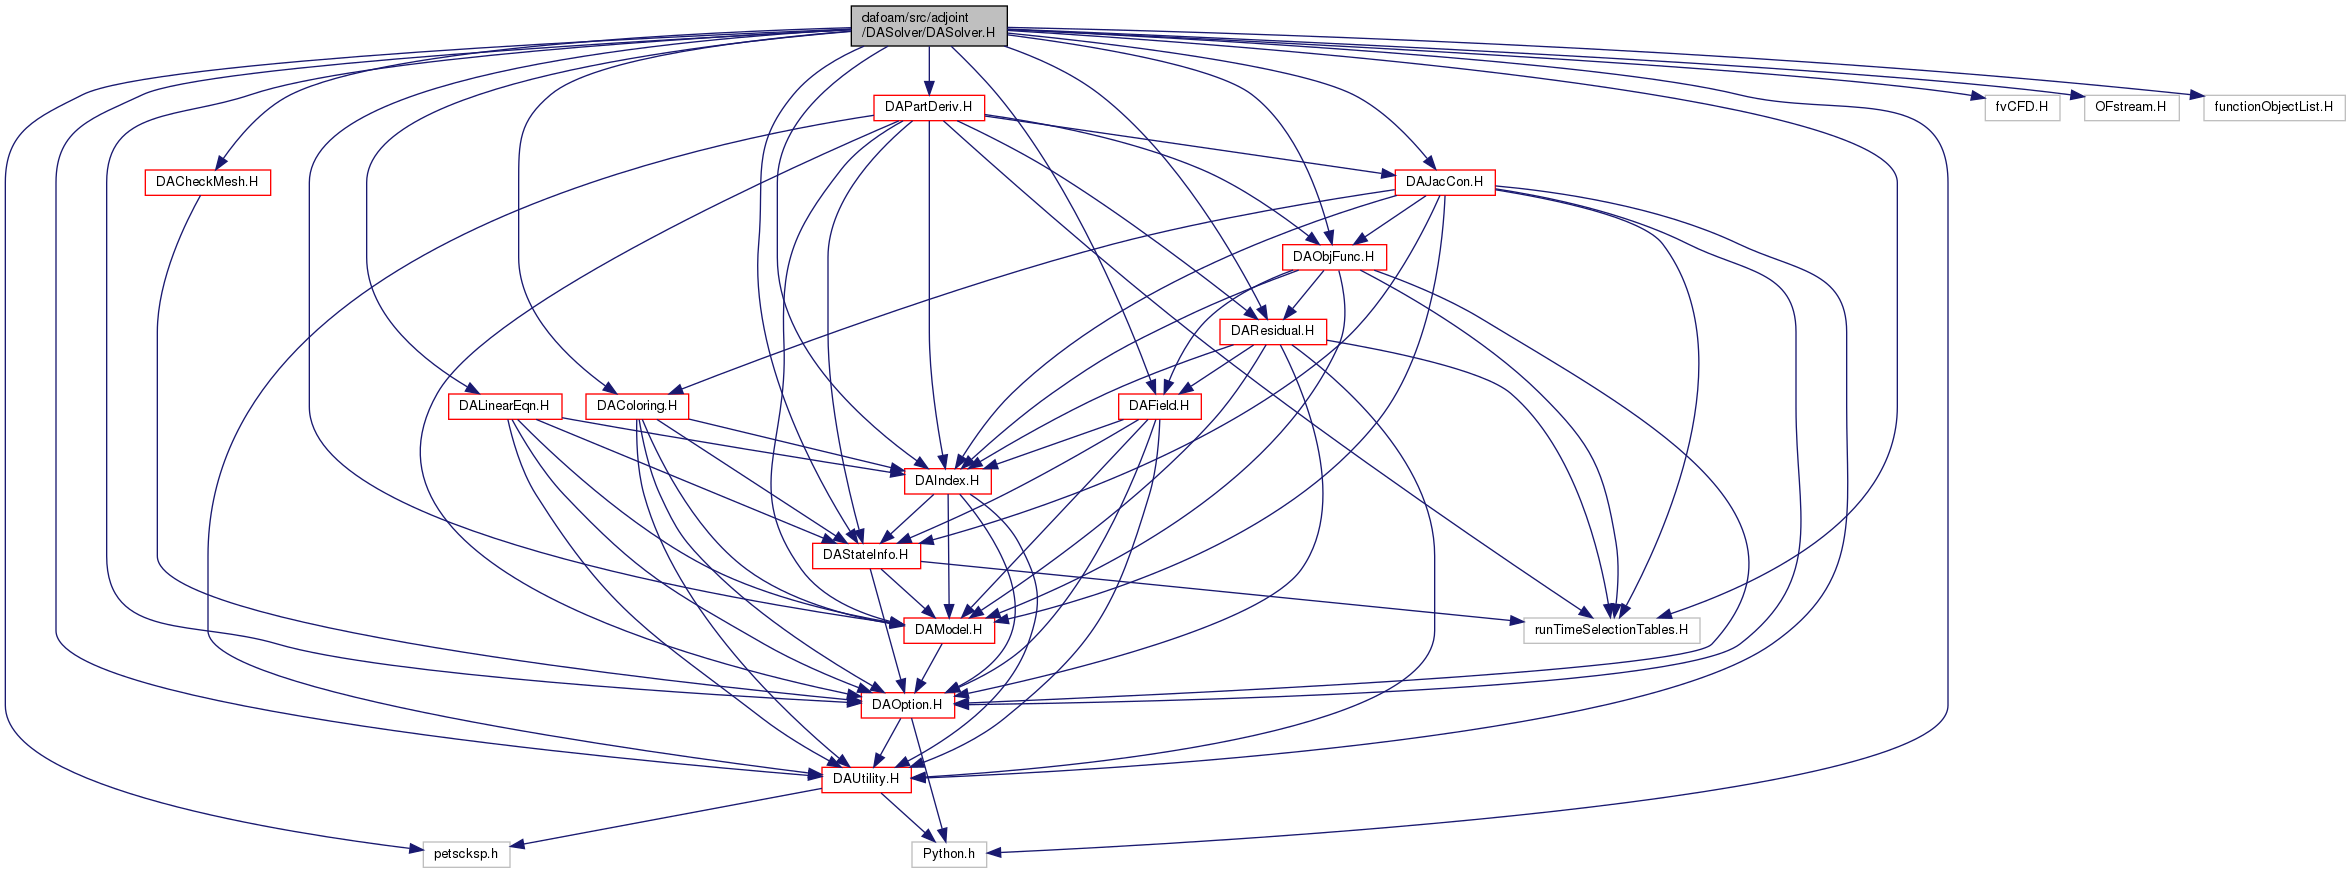 dafoam/src/adjoint
/DASolver/DASolver.H
DAPartDeriv.H
fvCFD.H
OFstream.H
functionObjectList.H
DACheckMesh.H
DAJacCon.H
DAObjFunc.H
DAResidual.H
DALinearEqn.H
DAColoring.H
DAField.H
DAIndex.H
DAStateInfo.H
DAModel.H
runTimeSelectionTables.H
DAOption.H
DAUtility.H
petscksp.h
Python.h